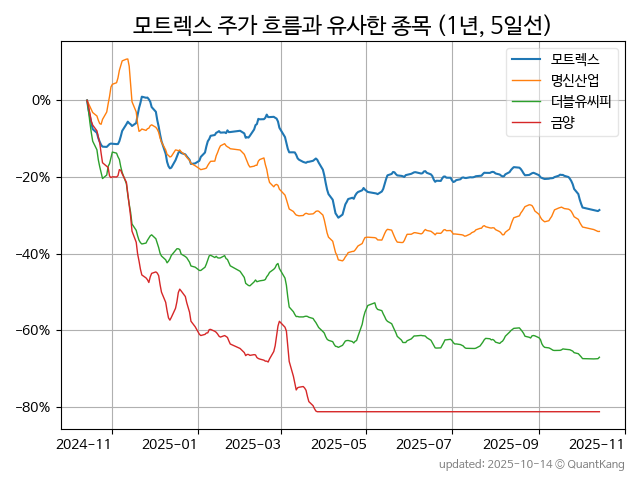 모트렉스 주가 흐름과 유사한 종목 (1년, 5일선)
모트렉스
명신산업
더블유씨피
금양
0%
−20%
−40%
−60%
−80%
2024-11
2025-01
2025-03
2025-05
2025-07
2025-09
2025-11
updated: 2025-10-14 © QuantKang